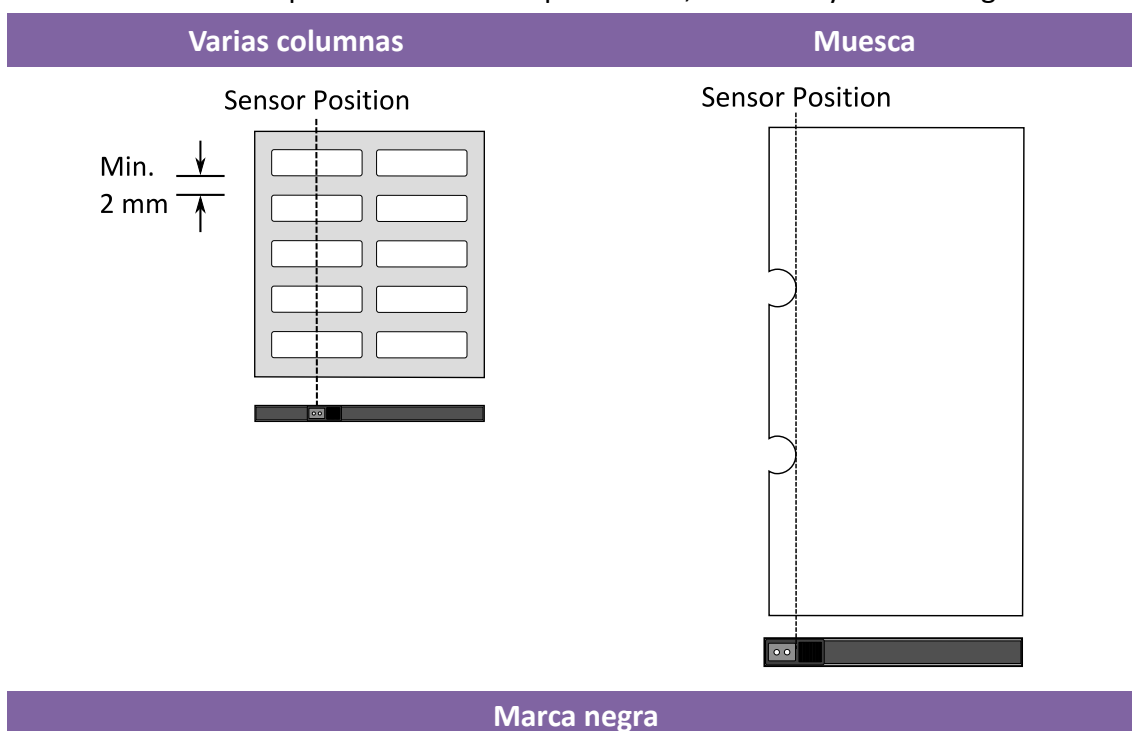 Varias columnas
Muesca
Sensor Position
Min.
2 mm
Sensor Position
Marca negra